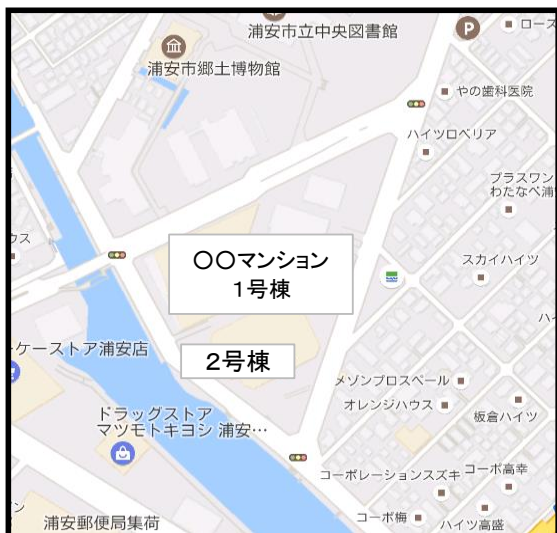 浦安市立中央図書館
P
ロース
浦安市郷土博物館
やの歯科医院
ハイツロベリア
プラスワン
わたなべ浦
ウス
〇〇マンション
1号棟
スカイハイツ
ハイ
ーケーストア浦安店
2号棟
メゾンプロスペール
オレンジハウス
板倉ハイツ
ドラッグストア
マツモトキヨシ 浦安…
コーポレーションスズキ
コーポ高幸
ン
浦安郵便局集荷
コーポ梅
ハイツ高盛